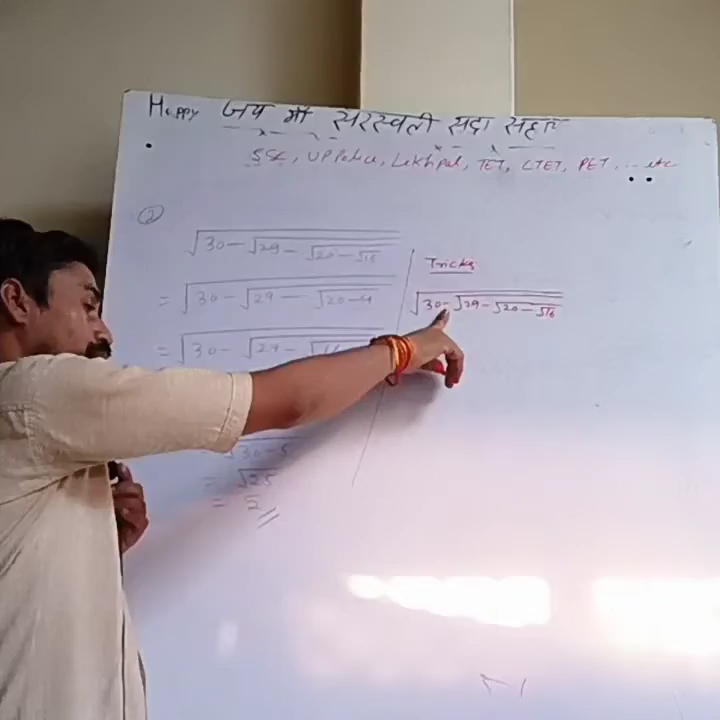 Happy जय माँ सरस्वती सदा सहाय
SSC, UP Police, Lekhpal, TET, CTET, PET, ... etc
②
√30-√29-√20-√16
= √30-√29-√20-4
= √30-√29-√16
√30-5
= √25
= 5
Tricks
√30-√29-√20-√16